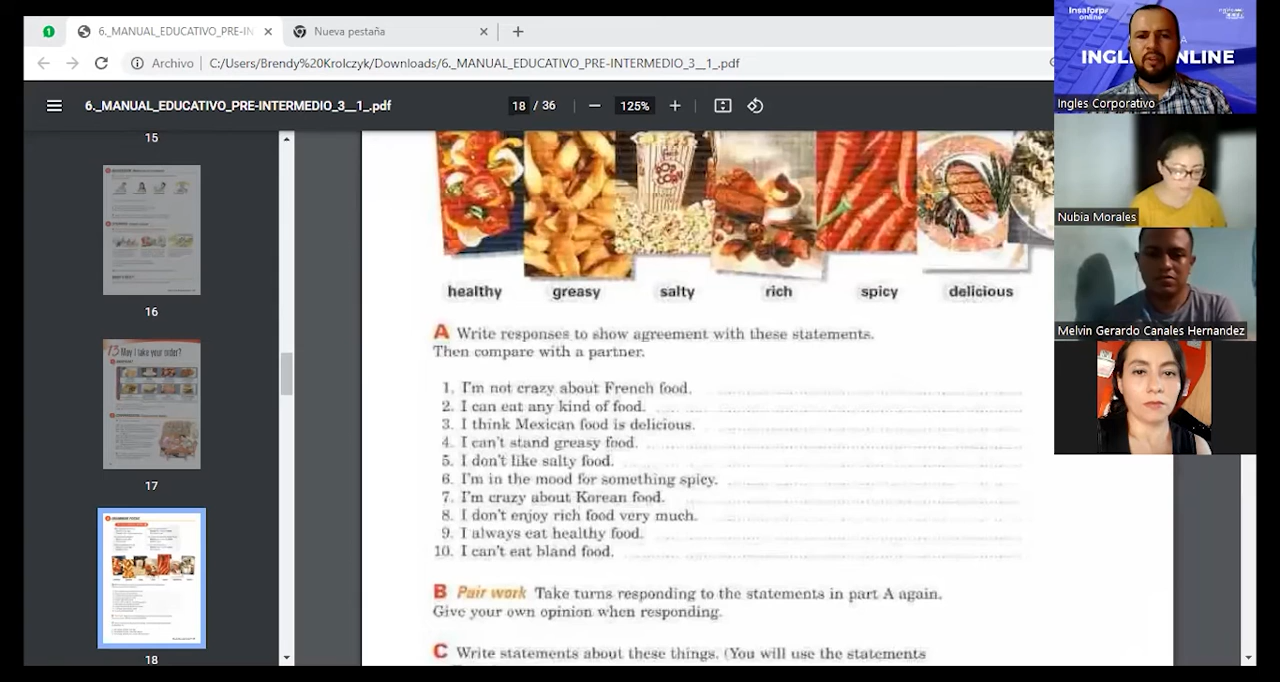 6._MANUAL_EDUCATIVO_PRE-IN
Nueva pestaña
Archivo
C:/Users/Brendy%20Krolczyk/Downloads/6._MANUAL_EDUCATIVO_PRE-INTERMEDIO_3__1_.pdf
6._MANUAL_EDUCATIVO_PRE-INTERMEDIO_3__1_.pdf
18 / 36
125%
15
16
13 May I take your order?
17
18
POP CORN
healthy greasy salty rich spicy delicious
A Write responses to show agreement with these statements.
Then compare with a partner.
1. I'm not crazy about French food.
2. I can eat any kind of food.
3. I think Mexican food is delicious.
4. I can't stand greasy food.
5. I don't like salty food.
6. I'm in the mood for something spicy.
7. I'm crazy about Korean food.
8. I don't enjoy rich food very much.
9. I always eat healthy food.
10. I can't eat bland food.
B Pair work Take turns responding to the statements in part A again.
Give your own opinion when responding.
C Write statements about these things. (You will use the statements
Insaforp
online
Ingles Corporativo
Nubia Morales
Melvin Gerardo Canales Hernandez